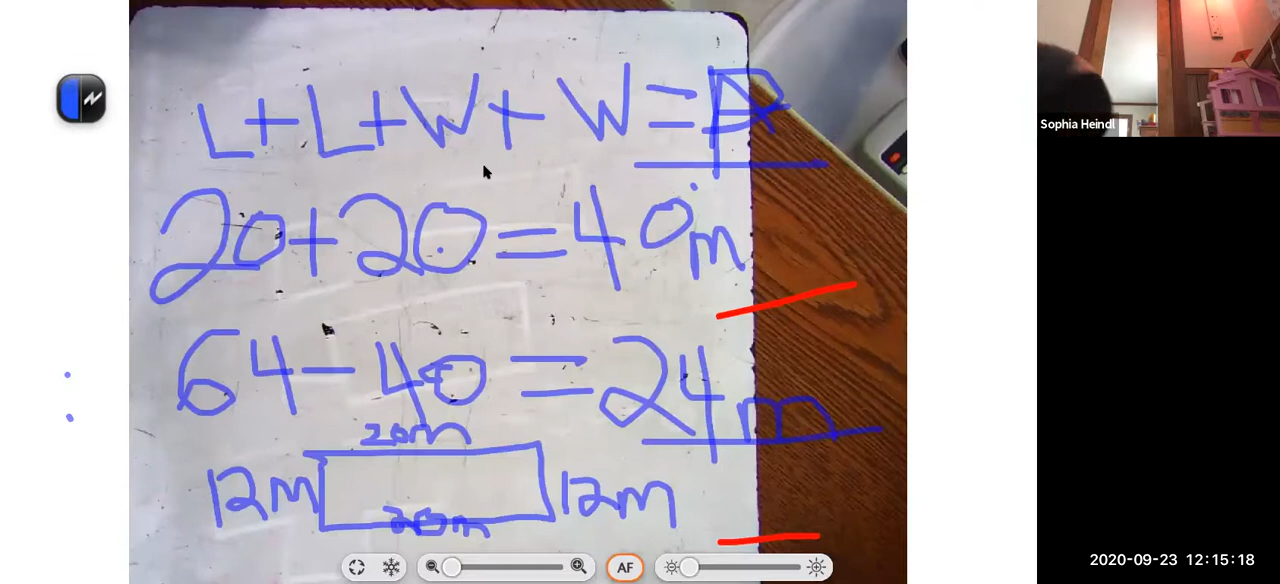 L+L+W+W=P
20+20=40m
64-40=24m
20m
12m 12m
20m
AF
Sophia Heindl
2020-09-23 12:15:18